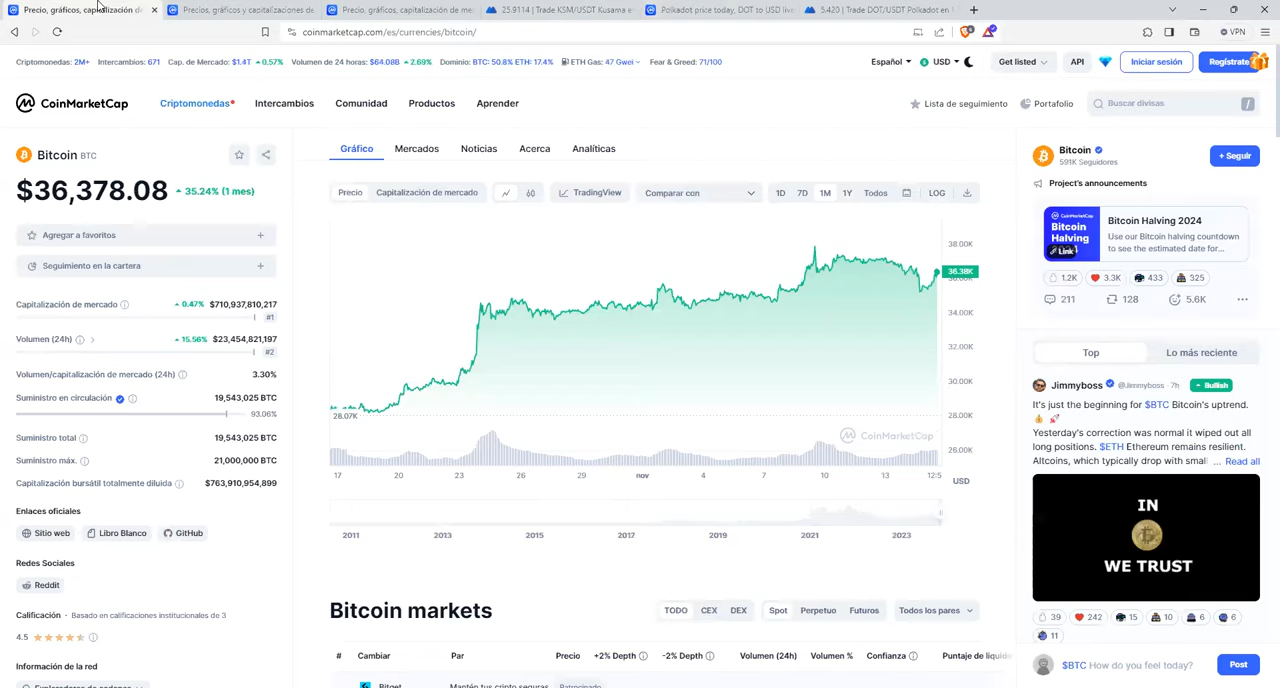 Precio, gráficos, capitalización de
Precios, gráficos y capitalizaciones de
Precio, gráficos, capitalización de mer
25.9114 | Trade KSM/USDT Kusama e
Polkadot price today, DOT to USD live
5.420 | Trade DOT/USDT Polkadot en
coinmarketcap.com/es/currencies/bitcoin/
VPN
Criptomonedas: 2M+ Intercambios: 671 Cap. de Mercado: $1.4T 0.57% Volumen de 24 horas: $64.08B 2.69% Dominio: BTC: 50.8% ETH: 17.4% ETH Gas: 47 Gwei Fear & Greed: 71/100
Español USD Get listed API Iniciar sesión Regístrate
CoinMarketCap
Criptomonedas Intercambios Comunidad Productos Aprender
Lista de seguimiento Portafolio Buscar divisas /
Bitcoin BTC
$36,378.08 35.24% (1 mes)
Agregar a favoritos +
Seguimiento en la cartera +
Capitalización de mercado 0.47% $710,937,810,217
#1
Volumen (24h) 15.56% $23,454,821,197
#2
Volumen/capitalización de mercado (24h) 3.30%
Suministro en circulación 19,543,025 BTC
93.06%
Suministro total 19,543,025 BTC
Suministro máx. 21,000,000 BTC
Capitalización bursátil totalmente diluida $763,910,954,899
Enlaces oficiales
Sitio web Libro Blanco GitHub
Redes Sociales
Reddit
Calificación · Basado en calificaciones institucionales de 3
4.5
Información de la red
Exploradores de cadenas
Gráfico Mercados Noticias Acerca Analíticas
Precio Capitalización de mercado TradingView Comparar con 1D 7D 1M 1Y Todos LOG
38.00K
36.38K
34.00K
32.00K
30.00K
28.00K
26.00K
28.07K
CoinMarketCap
17 20 23 26 29 nov 4 7 10 13 12:5
USD
2011 2013 2015 2017 2019 2021 2023
Bitcoin markets
TODO CEX DEX Spot Perpetuo Futuros Todos los pares
# Cambiar Par Precio +2% Depth -2% Depth Volumen (24h) Volumen % Confianza Puntaje de liquide
Bitget Mantén tus cripto seguras Patrocinado
Bitcoin
591K Seguidores
+ Seguir
Project's announcements
CoinMarketCap
Bitcoin
Halving
Link
Bitcoin Halving 2024
Use our Bitcoin halving countdown
to see the estimated date for...
1.2K 3.3K 433 325
211 128 5.6K
Top Lo más reciente
Jimmyboss @Jimmyboss · 7h Bullish
It's just the beginning for $BTC Bitcoin's uptrend.
Yesterday's correction was normal it wiped out all
long positions. $ETH Ethereum remains resilient.
Altcoins, which typically drop with small ... Read all
IN
WE TRUST
39 242 15 10 6 6
11
$BTC How do you feel today? Post